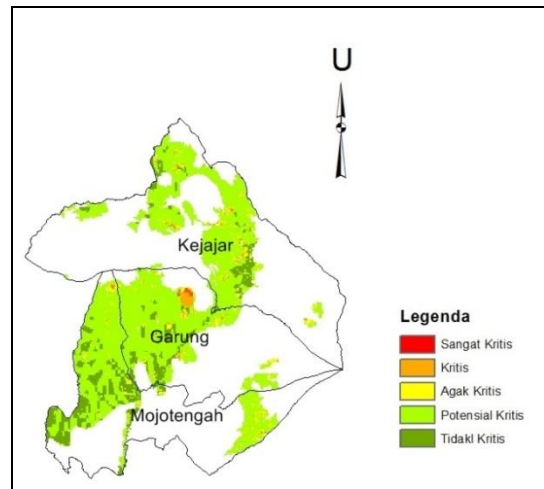 U
Kejajar
Garung
Mojotengah
Legenda
Sangat Kritis
Kritis
Agak Kritis
Potensial Kritis
Tidakl Kritis